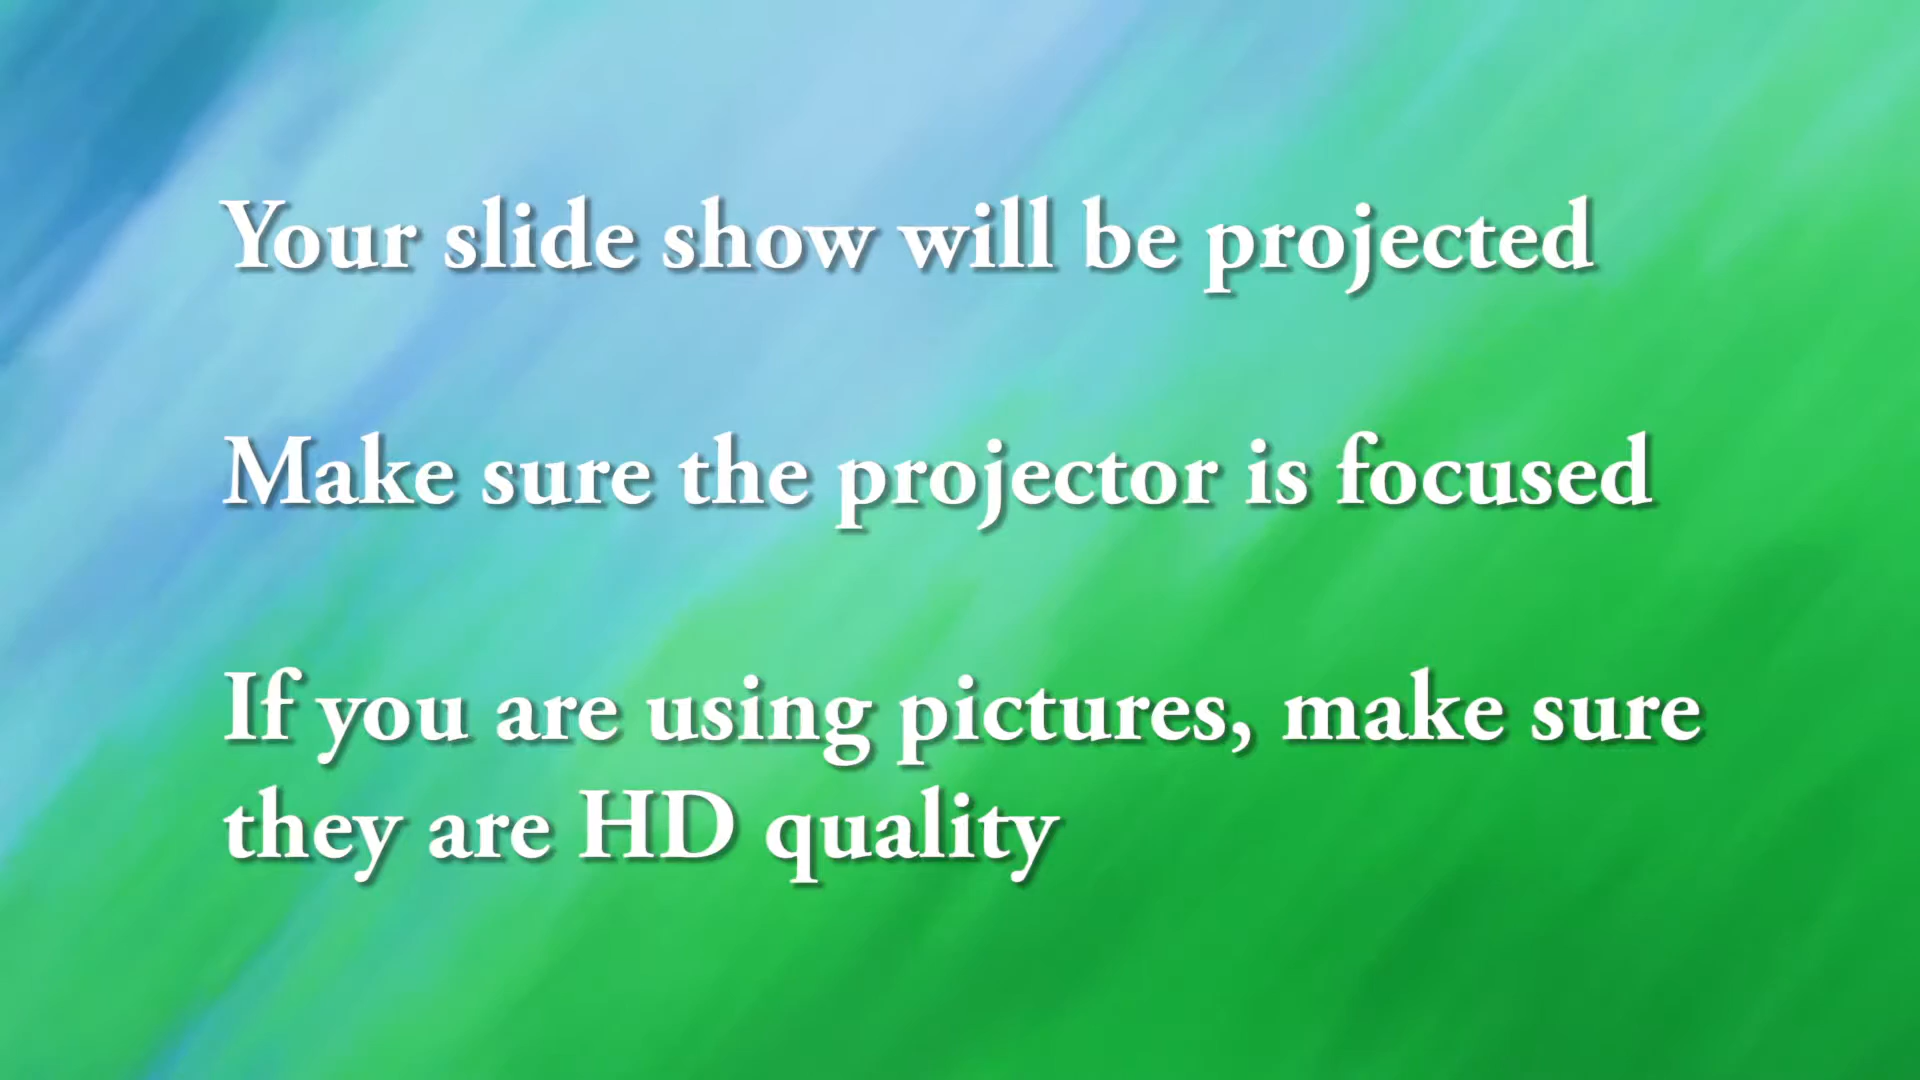 Your slide show will be projected
Make sure the projector is focused
If you are using pictures, make sure
they are HD quality